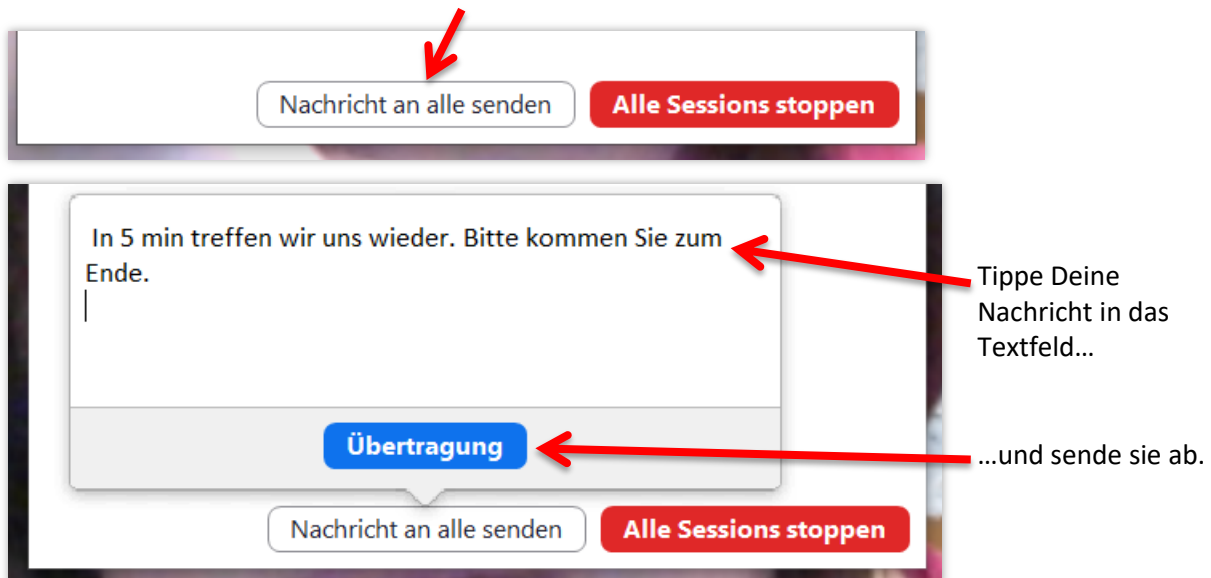 Nachricht an alle senden
Alle Sessions stoppen
In 5 min treffen wir uns wieder. Bitte kommen Sie zum
Ende.
Tippe Deine
Nachricht in das
Textfeld…
Übertragung
…und sende sie ab.
Nachricht an alle senden
Alle Sessions stoppen